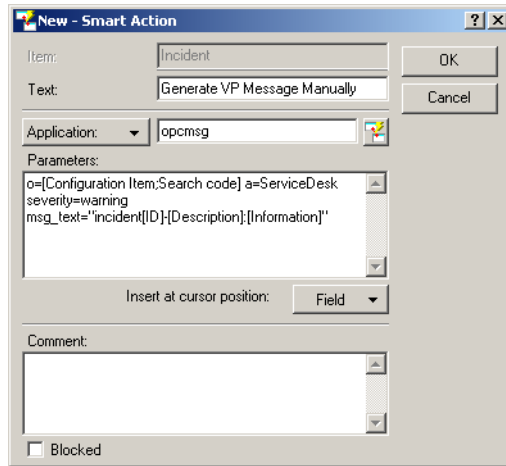 New - Smart Action
Item: Incident
OK
Text: Generate VP Message Manually
Cancel
Application: opcmsg
Parameters:
o=[Configuration Item;Search code] a=ServiceDesk
severity=warning
msg_text="incident[ID]-[Description]:[Information]"
Insert at cursor position: Field
Comment:
Blocked